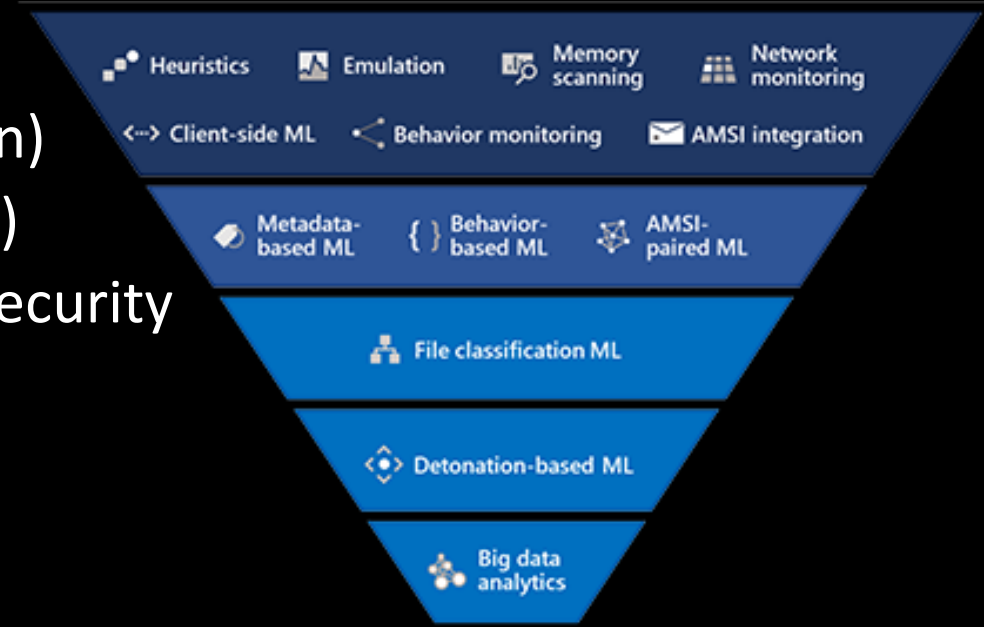 Heuristics Emulation Memory scanning Network monitoring
n) <···> Client-side ML Behavior monitoring AMSI integration
) Metadata-based ML { } Behavior-based ML AMSI-paired ML
ecurity
File classification ML
Detonation-based ML
Big data
analytics